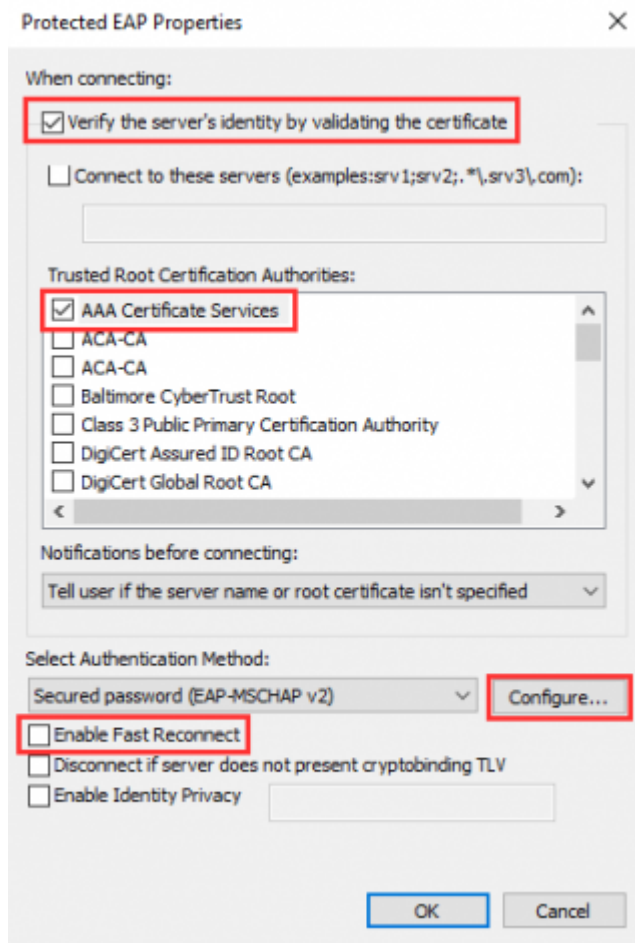 Protected EAP Properties
When connecting:
Verify the server's identity by validating the certificate
Connect to these servers (examples:srv1;srv2;.*\.srv3\.com):
Trusted Root Certification Authorities:
AAA Certificate Services
ACA-CA
ACA-CA
Baltimore CyberTrust Root
Class 3 Public Primary Certification Authority
DigiCert Assured ID Root CA
DigiCert Global Root CA
Notifications before connecting:
Tell user if the server name or root certificate isn't specified
Select Authentication Method:
Secured password (EAP-MSCHAP v2)
Configure...
Enable Fast Reconnect
Disconnect if server does not present cryptobinding TLV
Enable Identity Privacy
OK
Cancel